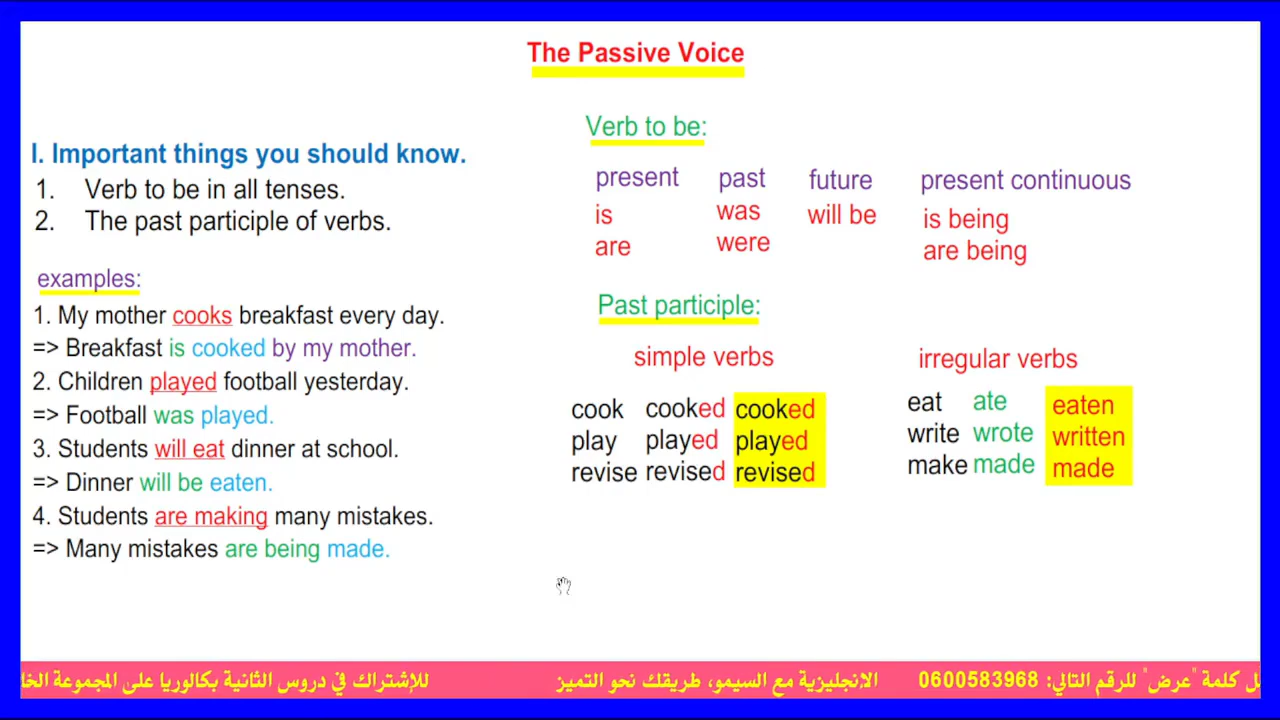 The Passive Voice
I. Important things you should know.
1. Verb to be in all tenses.
2. The past participle of verbs.
examples:
1. My mother cooks breakfast every day.
=> Breakfast is cooked by my mother.
2. Children played football yesterday.
=> Football was played.
3. Students will eat dinner at school.
=> Dinner will be eaten.
4. Students are making many mistakes.
=> Many mistakes are being made.
Verb to be:
present past future present continuous
is was will be is being
are were are being
Past participle:
simple verbs irregular verbs
cook cooked cooked eat ate eaten
play played played write wrote written
revise revised revised make made made
كلمة "عرض" للرقم التالي: 0600583968 الانجليزية مع السيمو، طريقك نحو التميز للإشتراك في دروس الثانية بكالوريا على المجموعة